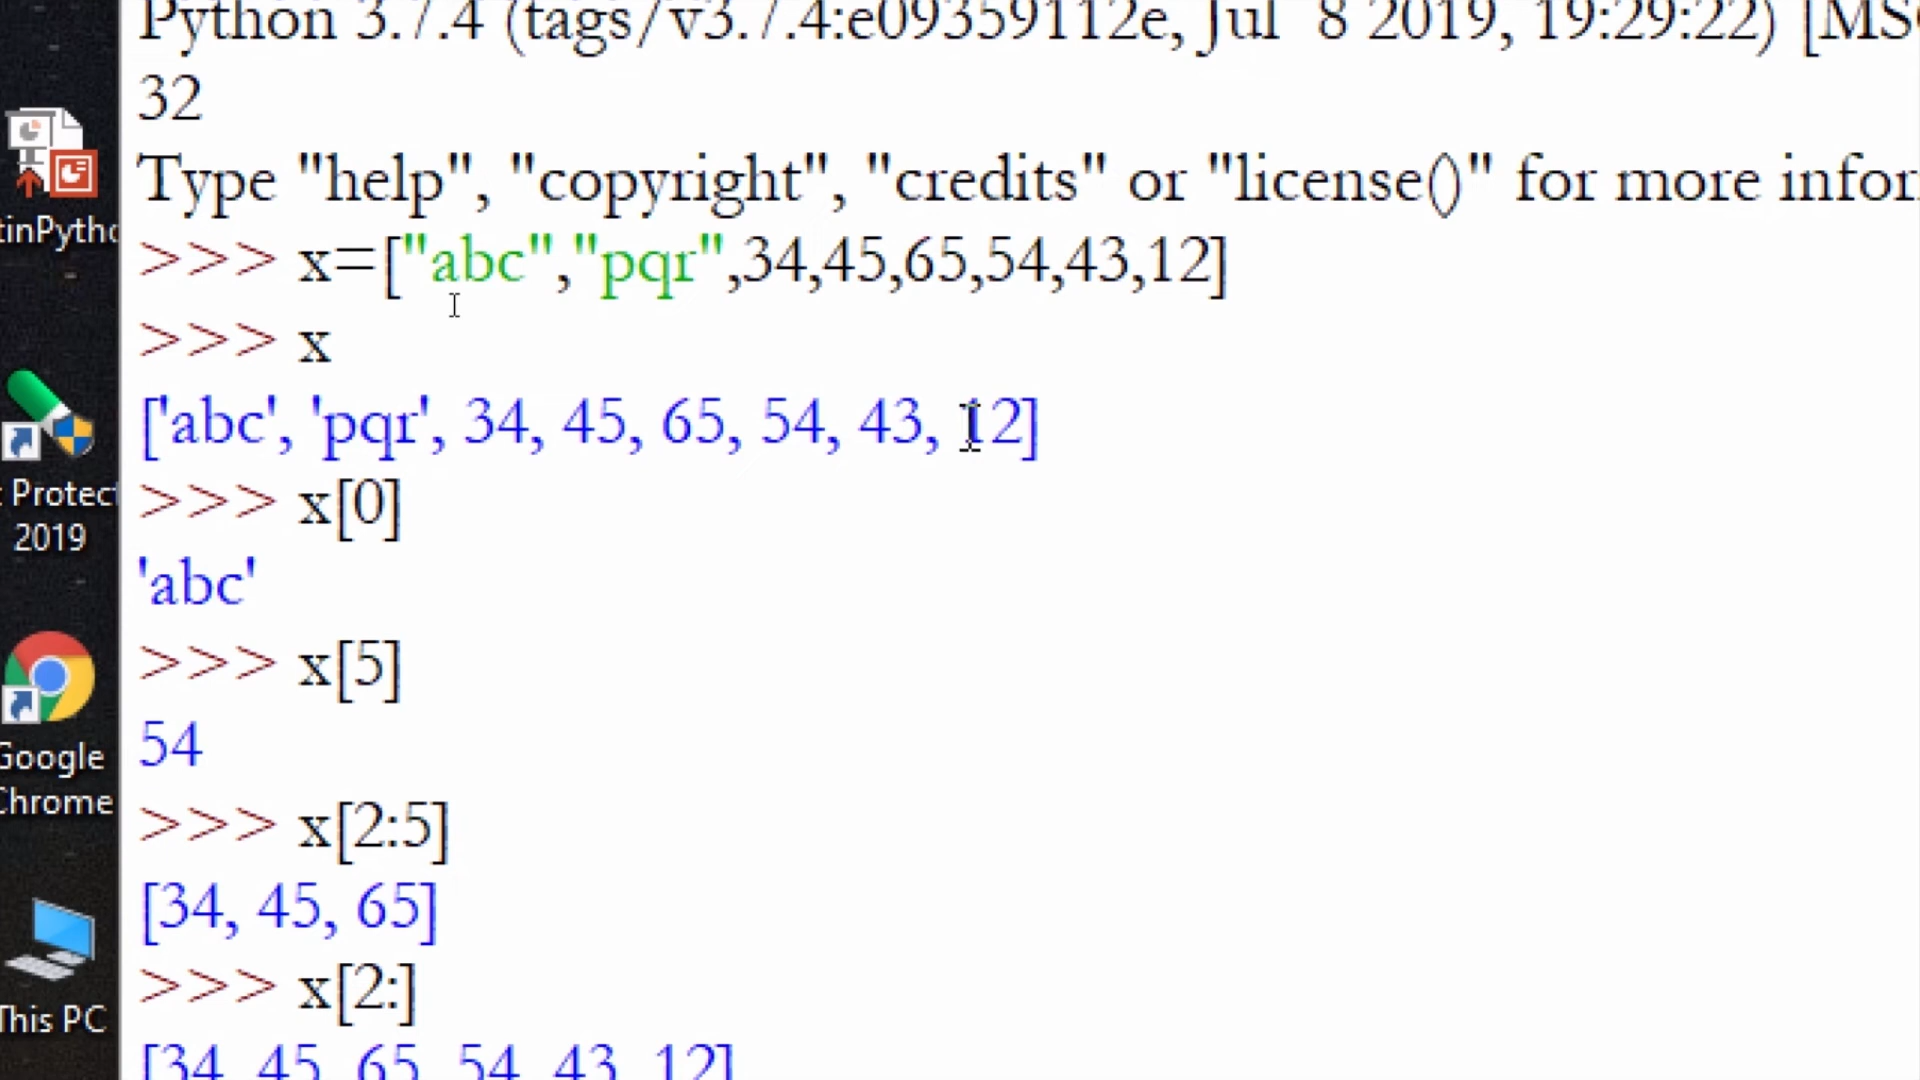 Python 3.7.4 (tags/v3.7.4:e09359112e, Jul 8 2019, 19:29:22) [MSC
32
Type "help", "copyright", "credits" or "license()" for more infor
>>> x=["abc","pqr",34,45,65,54,43,12]
>>> x
['abc', 'pqr', 34, 45, 65, 54, 43, 12]
>>> x[0]
'abc'
>>> x[5]
54
>>> x[2:5]
[34, 45, 65]
>>> x[2:]
[34, 45, 65, 54, 43, 12]
tinPytho
t Protect
2019
Google
Chrome
This PC